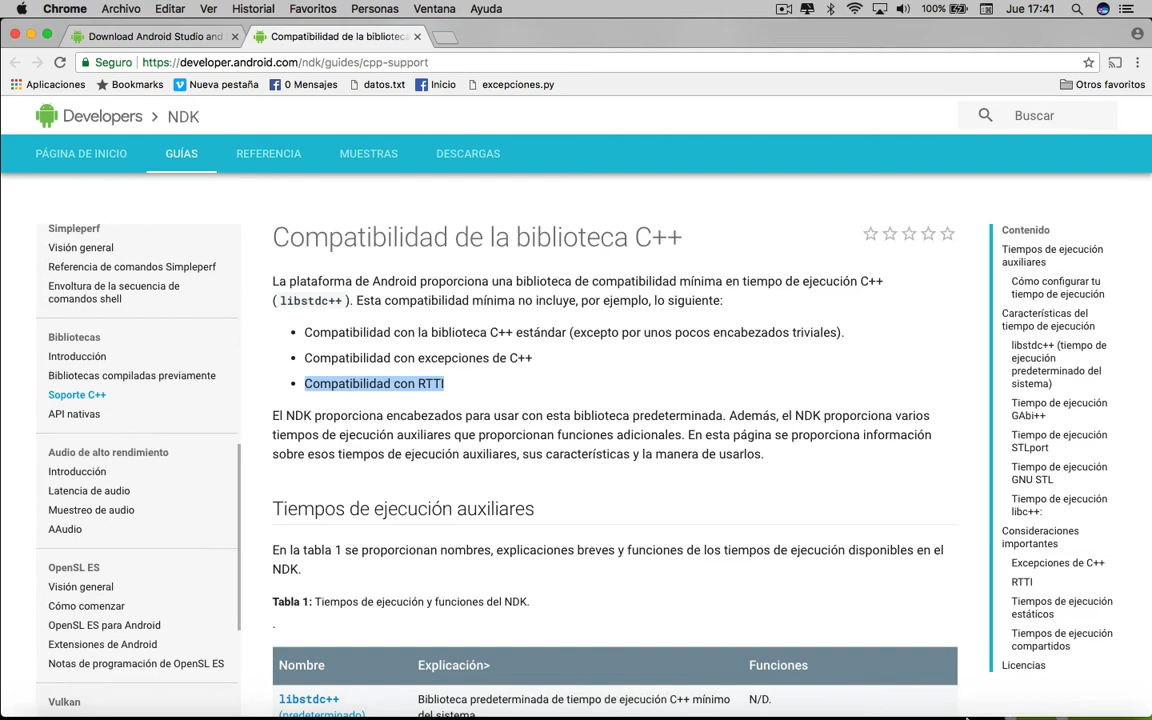 Chrome Archivo Editar Ver Historial Favoritos Personas Ventana Ayuda 100% Jue 17:41
Download Android Studio and
Compatibilidad de la biblioteca
Seguro https://developer.android.com/ndk/guides/cpp-support
Aplicaciones Bookmarks Nueva pestaña 0 Mensajes datos.txt Inicio excepciones.py Otros favoritos
Developers > NDK
Buscar
PÁGINA DE INICIO GUÍAS REFERENCIA MUESTRAS DESCARGAS
Simpleperf
Visión general
Referencia de comandos Simpleperf
Envoltura de la secuencia de
comandos shell
Bibliotecas
Introducción
Bibliotecas compiladas previamente
Soporte C++
API nativas
Audio de alto rendimiento
Introducción
Latencia de audio
Muestreo de audio
AAudio
OpenSL ES
Visión general
Cómo comenzar
OpenSL ES para Android
Extensiones de Android
Notas de programación de OpenSL ES
Vulkan
Compatibilidad de la biblioteca C++
La plataforma de Android proporciona una biblioteca de compatibilidad mínima en tiempo de ejecución C++
(libstdc++). Esta compatibilidad mínima no incluye, por ejemplo, lo siguiente:
• Compatibilidad con la biblioteca C++ estándar (excepto por unos pocos encabezados triviales).
• Compatibilidad con excepciones de C++
• Compatibilidad con RTTI
El NDK proporciona encabezados para usar con esta biblioteca predeterminada. Además, el NDK proporciona varios
tiempos de ejecución auxiliares que proporcionan funciones adicionales. En esta página se proporciona información
sobre esos tiempos de ejecución auxiliares, sus características y la manera de usarlos.
Tiempos de ejecución auxiliares
En la tabla 1 se proporcionan nombres, explicaciones breves y funciones de los tiempos de ejecución disponibles en el
NDK.
Tabla 1: Tiempos de ejecución y funciones del NDK.
.
Nombre Explicación> Funciones
libstdc++ Biblioteca predeterminada de tiempo de ejecución C++ mínimo N/D.
(predeterminado) del sistema.
Contenido
Tiempos de ejecución
auxiliares
Cómo configurar tu
tiempo de ejecución
Características del
tiempo de ejecución
libstdc++ (tiempo de
ejecución
predeterminado del
sistema)
Tiempo de ejecución
GAbi++
Tiempo de ejecución
STLport
Tiempo de ejecución
GNU STL
Tiempo de ejecución
libc++:
Consideraciones
importantes
Excepciones de C++
RTTI
Tiempos de ejecución
estáticos
Tiempos de ejecución
compartidos
Licencias